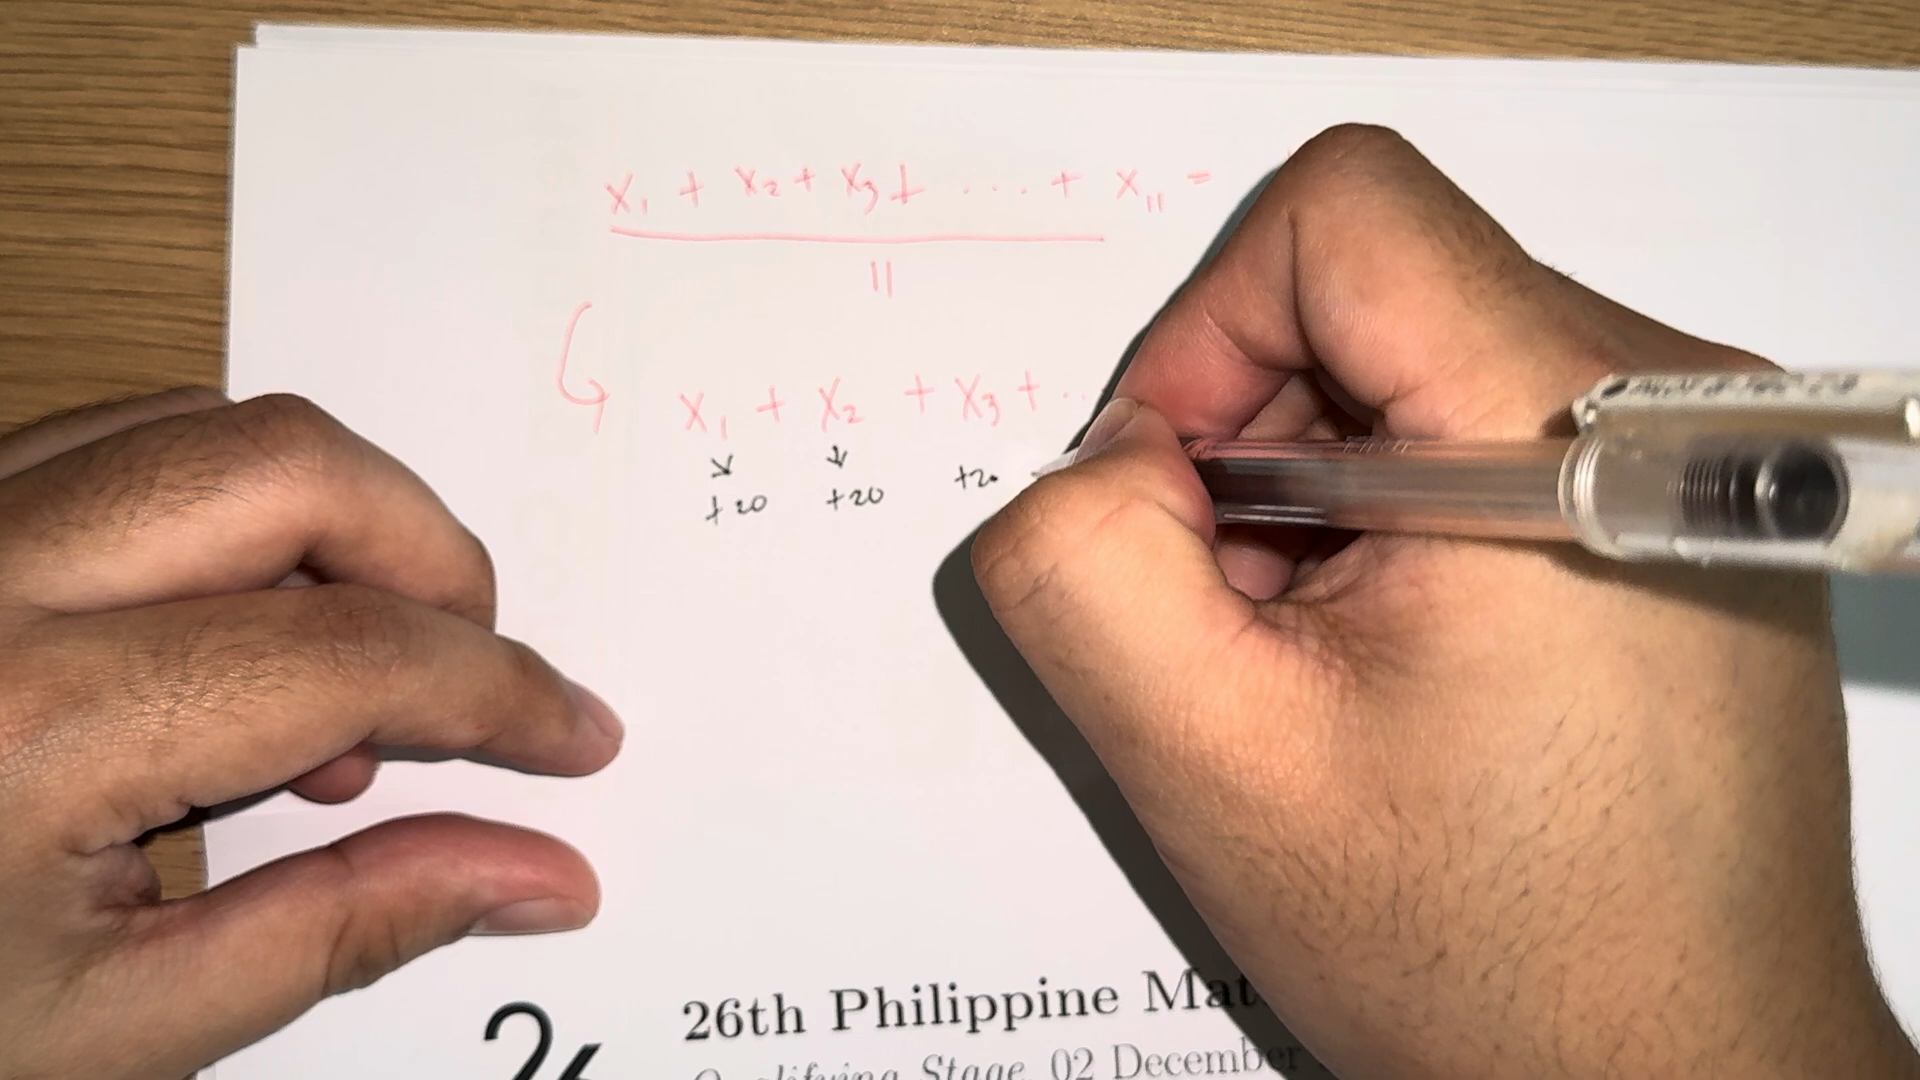 x₁ + x₂ + x₃ + .... + x₁₁ =
11
x₁ + x₂ + x₃ + ..
+20 +20 +20
26th Philippine Mat
Qualifying Stage, 02 December